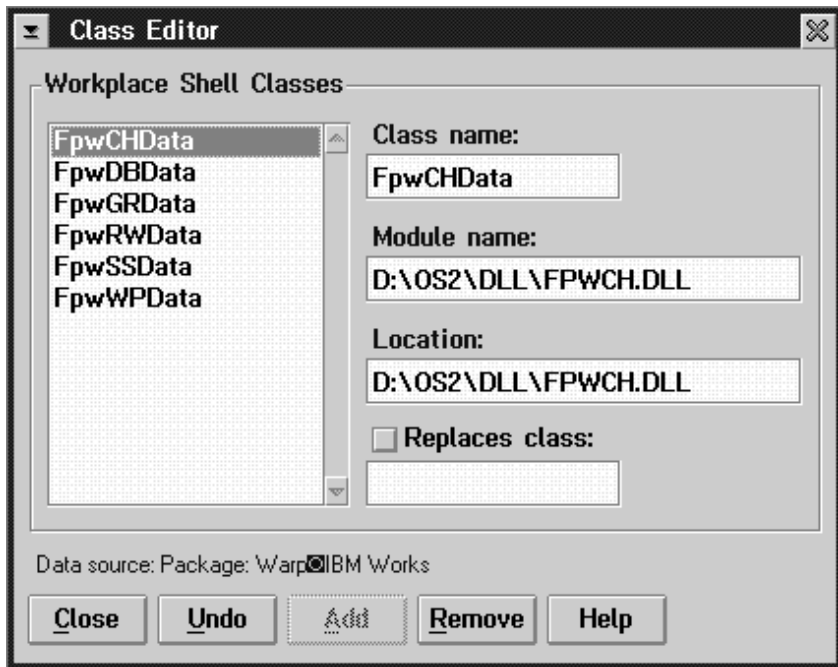 Class Editor
Workplace Shell Classes
FpwCHData
FpwDBData
FpwGRData
FpwRWData
FpwSSData
FpwWPData
Class name:
FpwCHData
Module name:
D:\OS2\DLL\FPWCH.DLL
Location:
D:\OS2\DLL\FPWCH.DLL
Replaces class:
Data source: Package: Warp◙IBM Works
Close Undo Add Remove Help